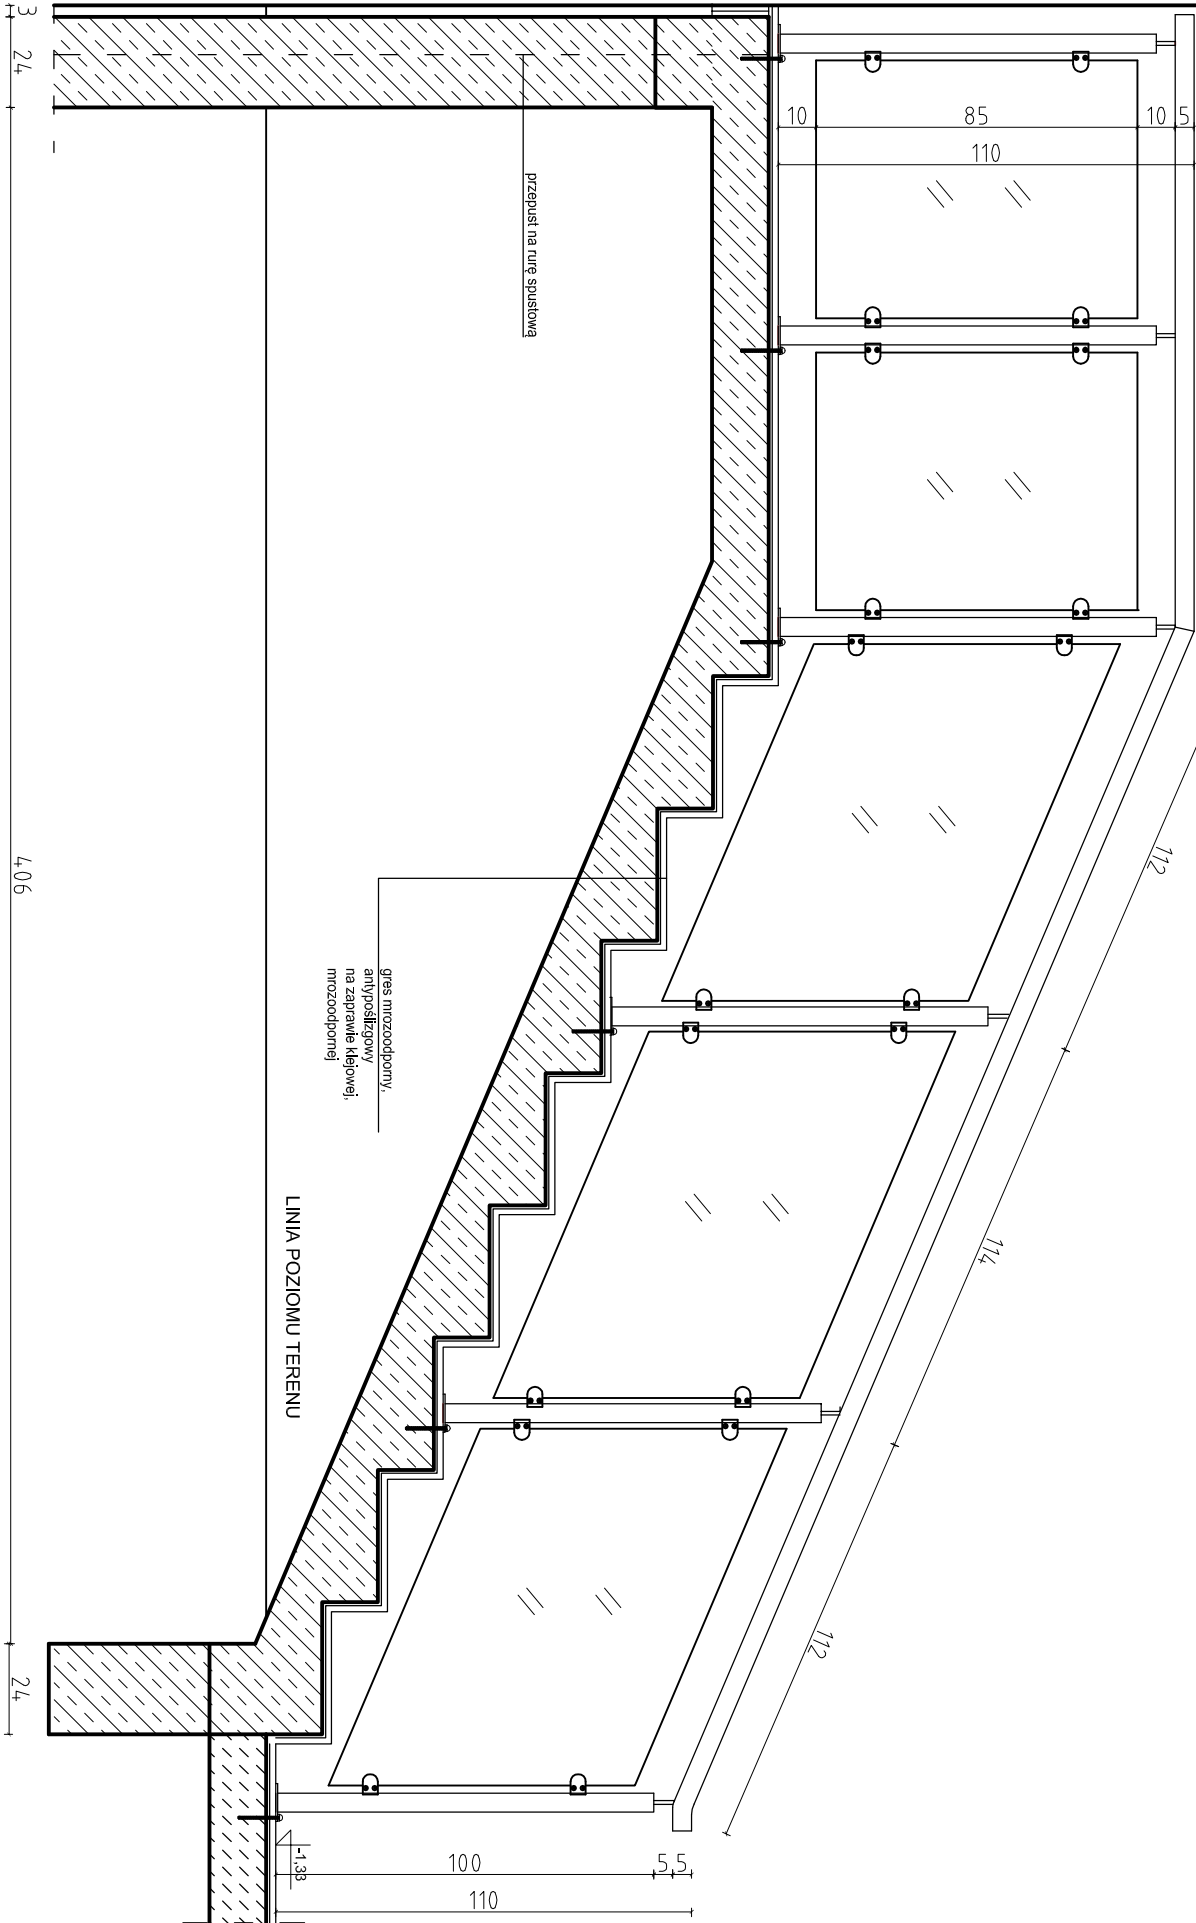 3
24
406
24
10
85
10
5
110
przepust na rurę spustową
112
gres mrozoodporny,
antypoślizgowy
na zaprawie klejowej,
mrozoodpornej
114
LINIA POZIOMU TERENU
112
-1,33
100
5
5
110